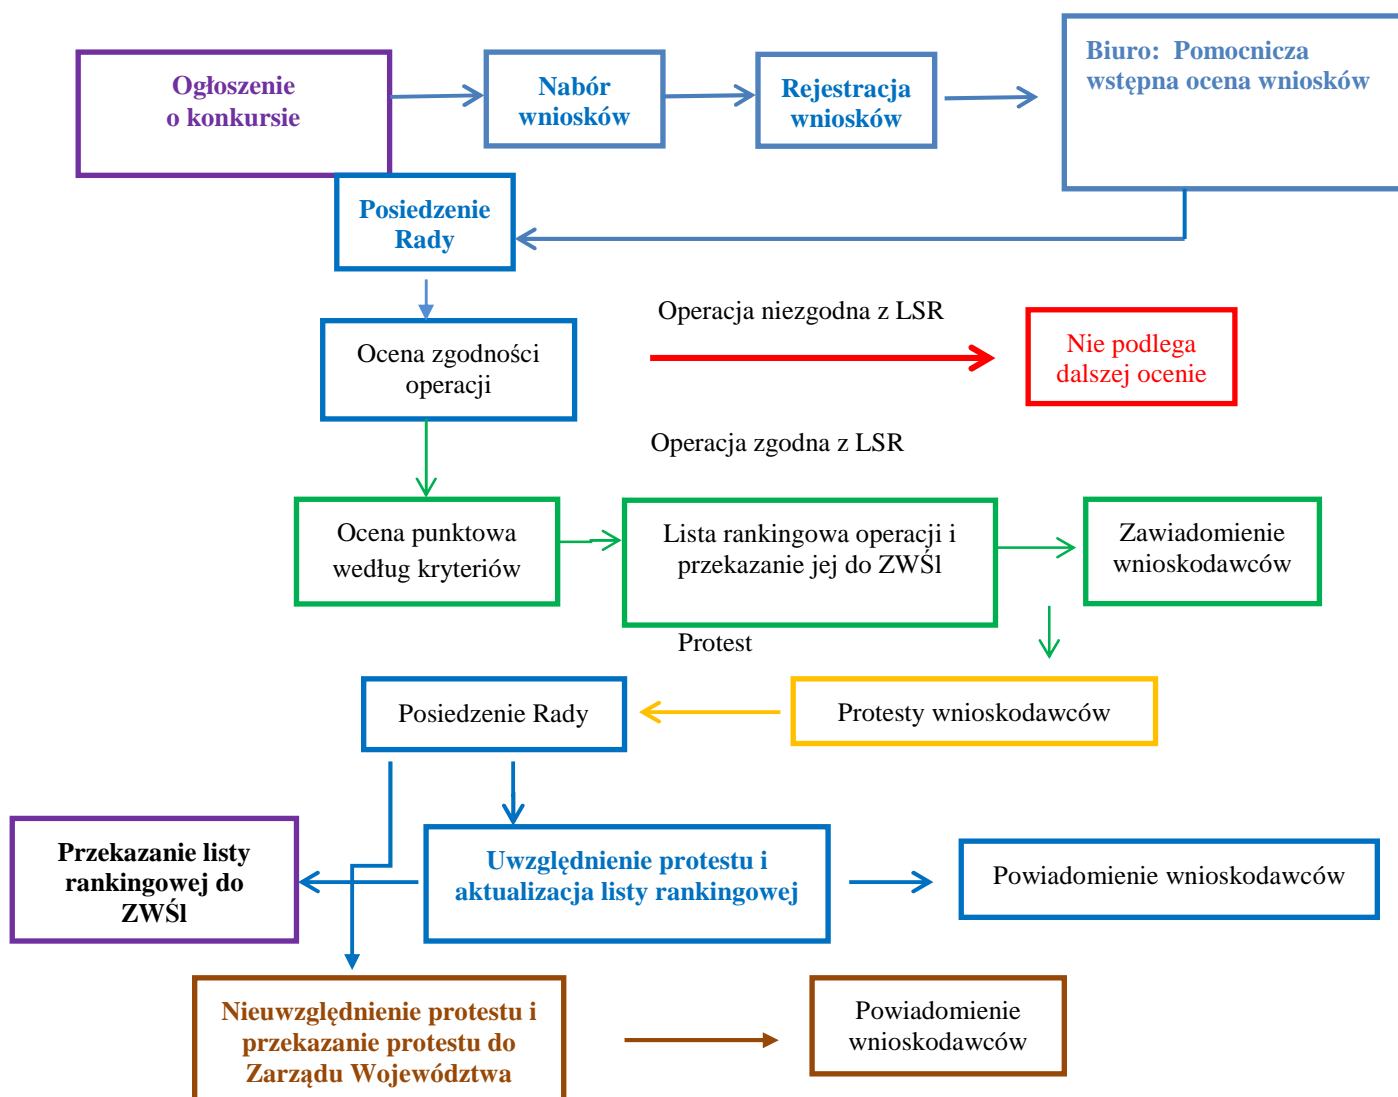 Ogłoszenie
o konkursie
Nabór
wniosków
Rejestracja
wniosków
Biuro: Pomocnicza
wstępna ocena wniosków
Posiedzenie
Rady
Operacja niezgodna z LSR
Ocena zgodności
operacji
Nie podlega
dalszej ocenie
Operacja zgodna z LSR
Ocena punktowa
według kryteriów
Lista rankingowa operacji i
przekazanie jej do ZWŚl
Zawiadomienie
wnioskodawców
Protest
Posiedzenie Rady
Protesty wnioskodawców
Przekazanie listy
rankingowej do
ZWŚl
Uwzględnienie protestu i
aktualizacja listy rankingowej
Powiadomienie wnioskodawców
Nieuwzględnienie protestu i
przekazanie protestu do
Zarządu Województwa
Powiadomienie
wnioskodawców